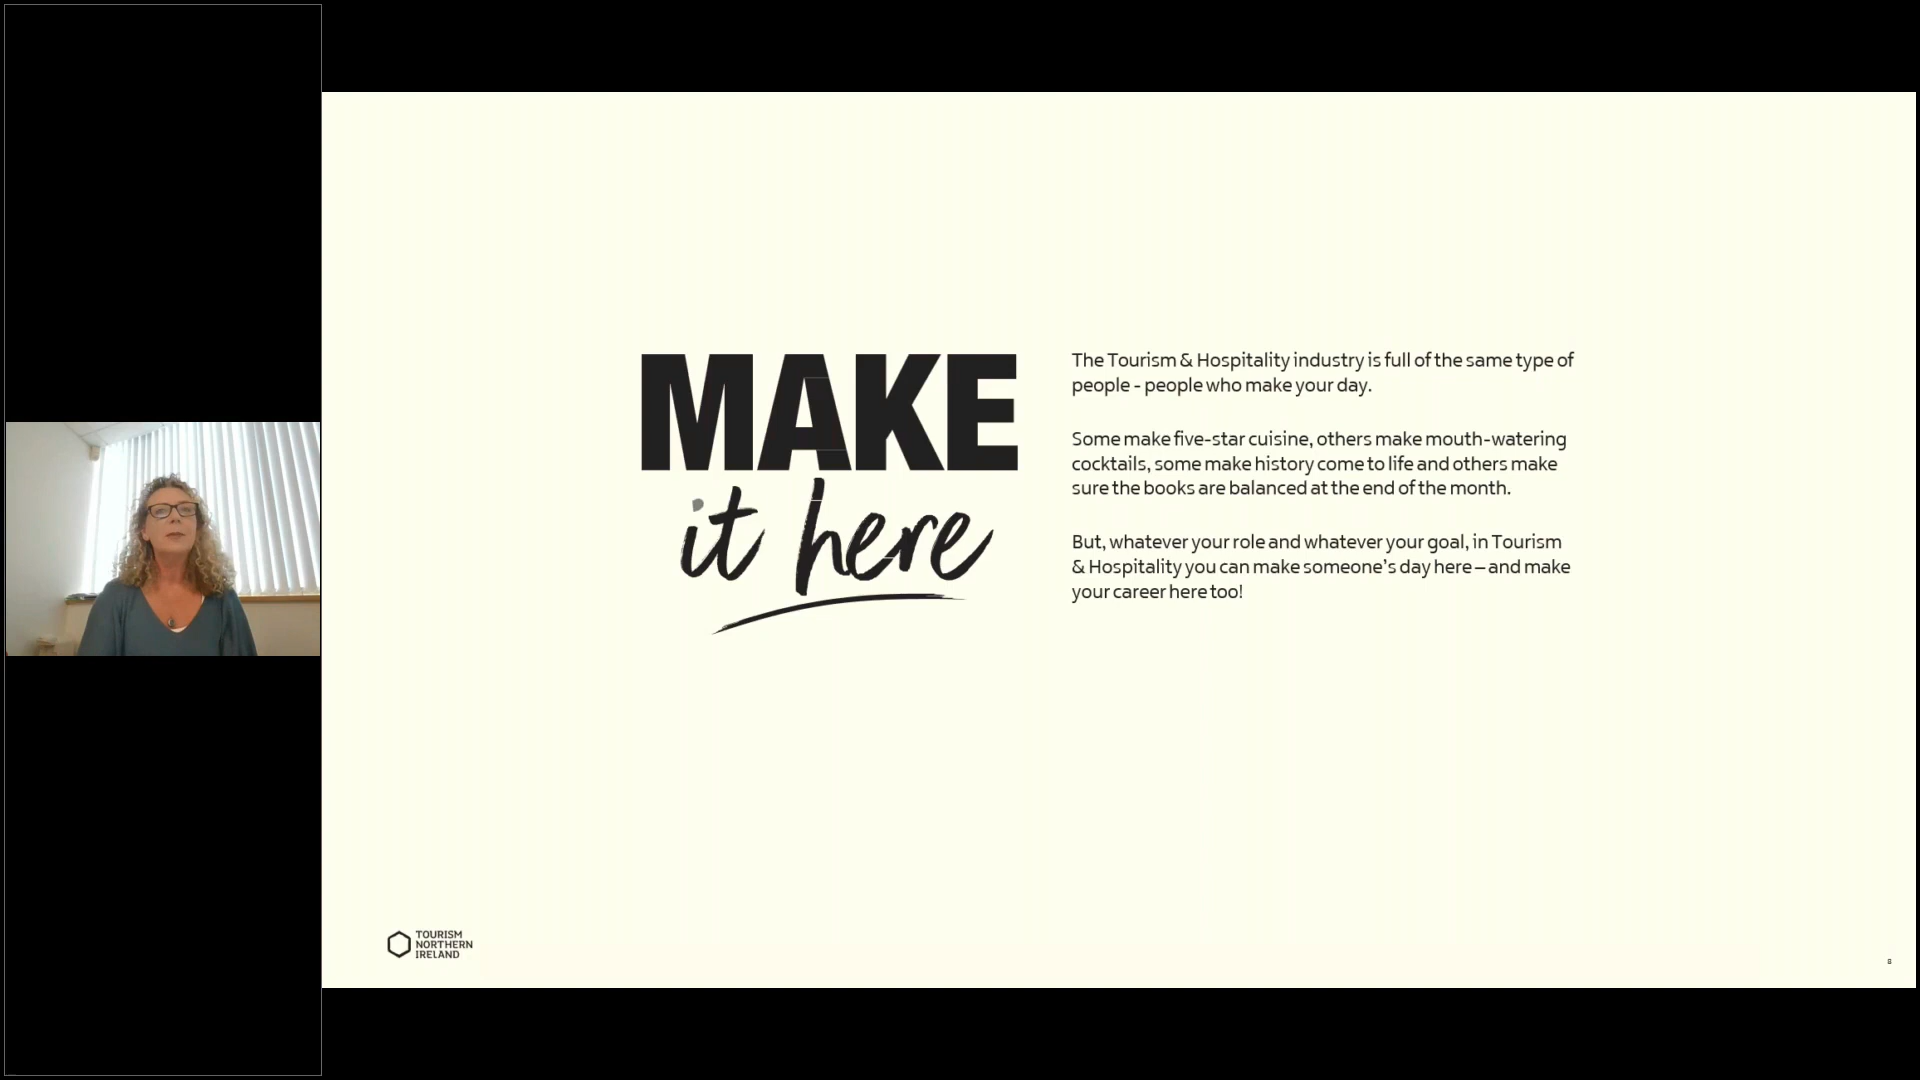 MAKE
it here
The Tourism & Hospitality industry is full of the same type of
people - people who make your day.
Some make five-star cuisine, others make mouth-watering
cocktails, some make history come to life and others make
sure the books are balanced at the end of the month.
But, whatever your role and whatever your goal, in Tourism
& Hospitality you can make someone’s day here – and make
your career here too!
TOURISM
NORTHERN
IRELAND
8